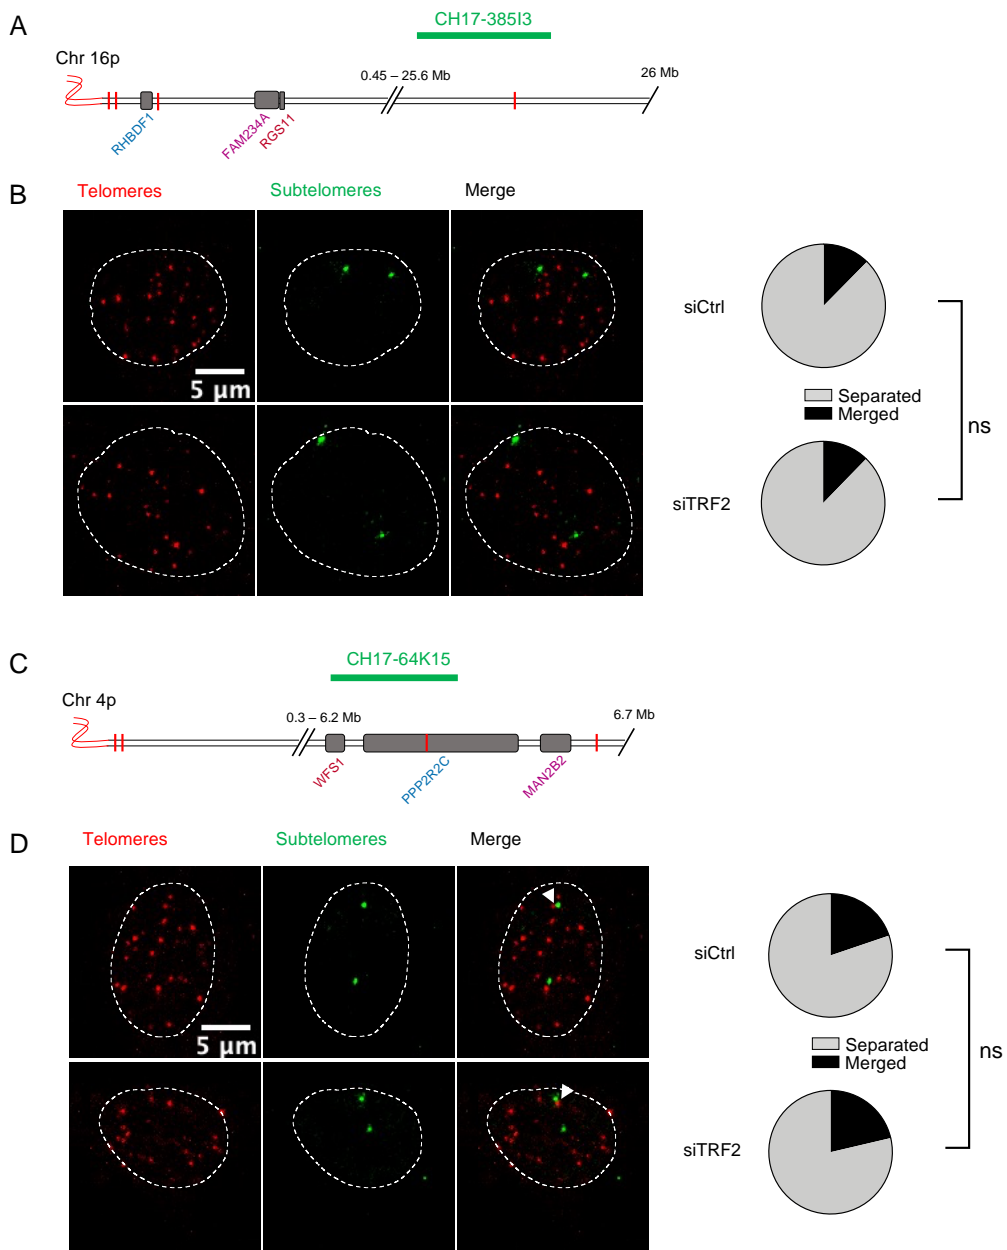 A
CH17-385I3
Chr 16p
0.45 – 25.6 Mb
26 Mb
RHBDF1
FAM234A
RGS11
B
Telomeres
Subtelomeres
Merge
5 µm
siCtrl
Separated
Merged
siTRF2
ns
C
CH17-64K15
Chr 4p
0.3 – 6.2 Mb
6.7 Mb
WFS1
PPP2R2C
MAN2B2
D
Telomeres
Subtelomeres
Merge
5 µm
siCtrl
Separated
Merged
siTRF2
ns